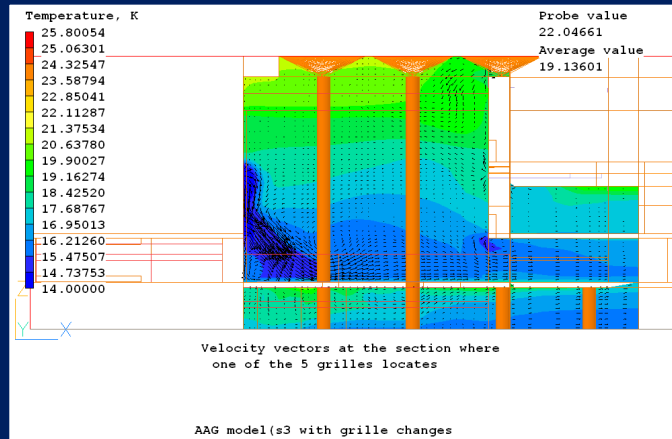 Temperature, K
25.80054
25.06301
24.32547
23.58794
22.85041
22.11287
21.37534
20.63780
19.90027
19.16274
18.42520
17.68767
16.95013
16.21260
15.47507
14.73753
14.00000
Probe value
22.04661
Average value
19.13601
Z
Y X
Velocity vectors at the section where
one of the 5 grilles locates
AAG model(s3 with grille changes